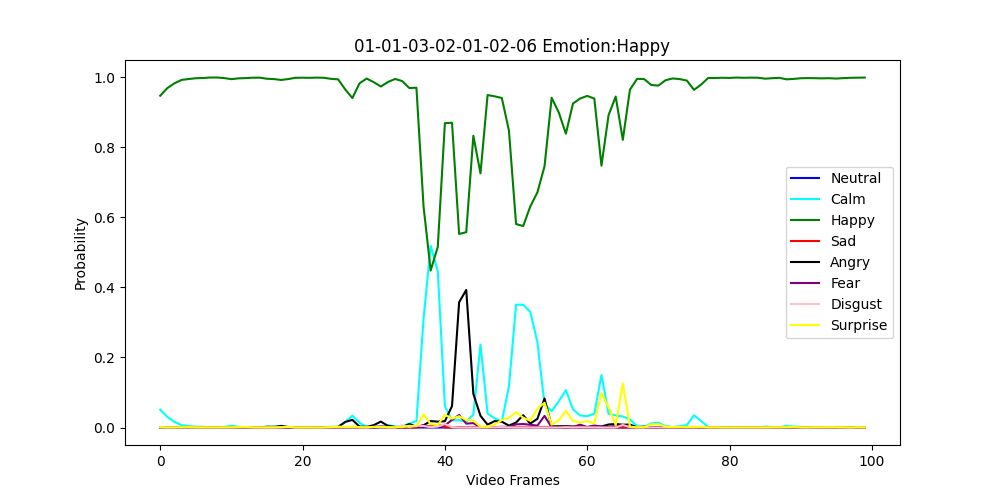 01-01-03-02-01-02-06 Emotion:Happy
Probability
1.0
0.8
0.6
0.4
0.2
0.0
Neutral
Calm
Happy
Sad
Angry
Fear
Disgust
Surprise
0 20 40 60 80 100
Video Frames